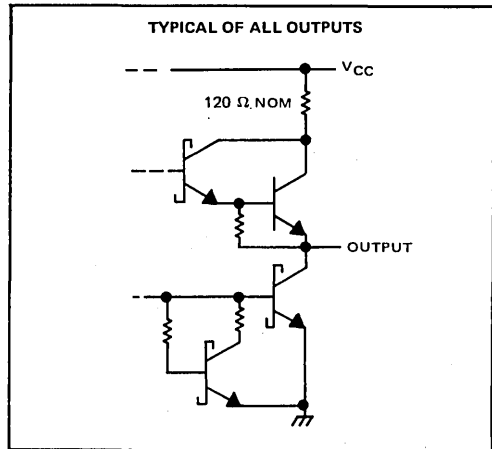 TYPICAL OF ALL OUTPUTS
VCC
120 Ω NOM
OUTPUT